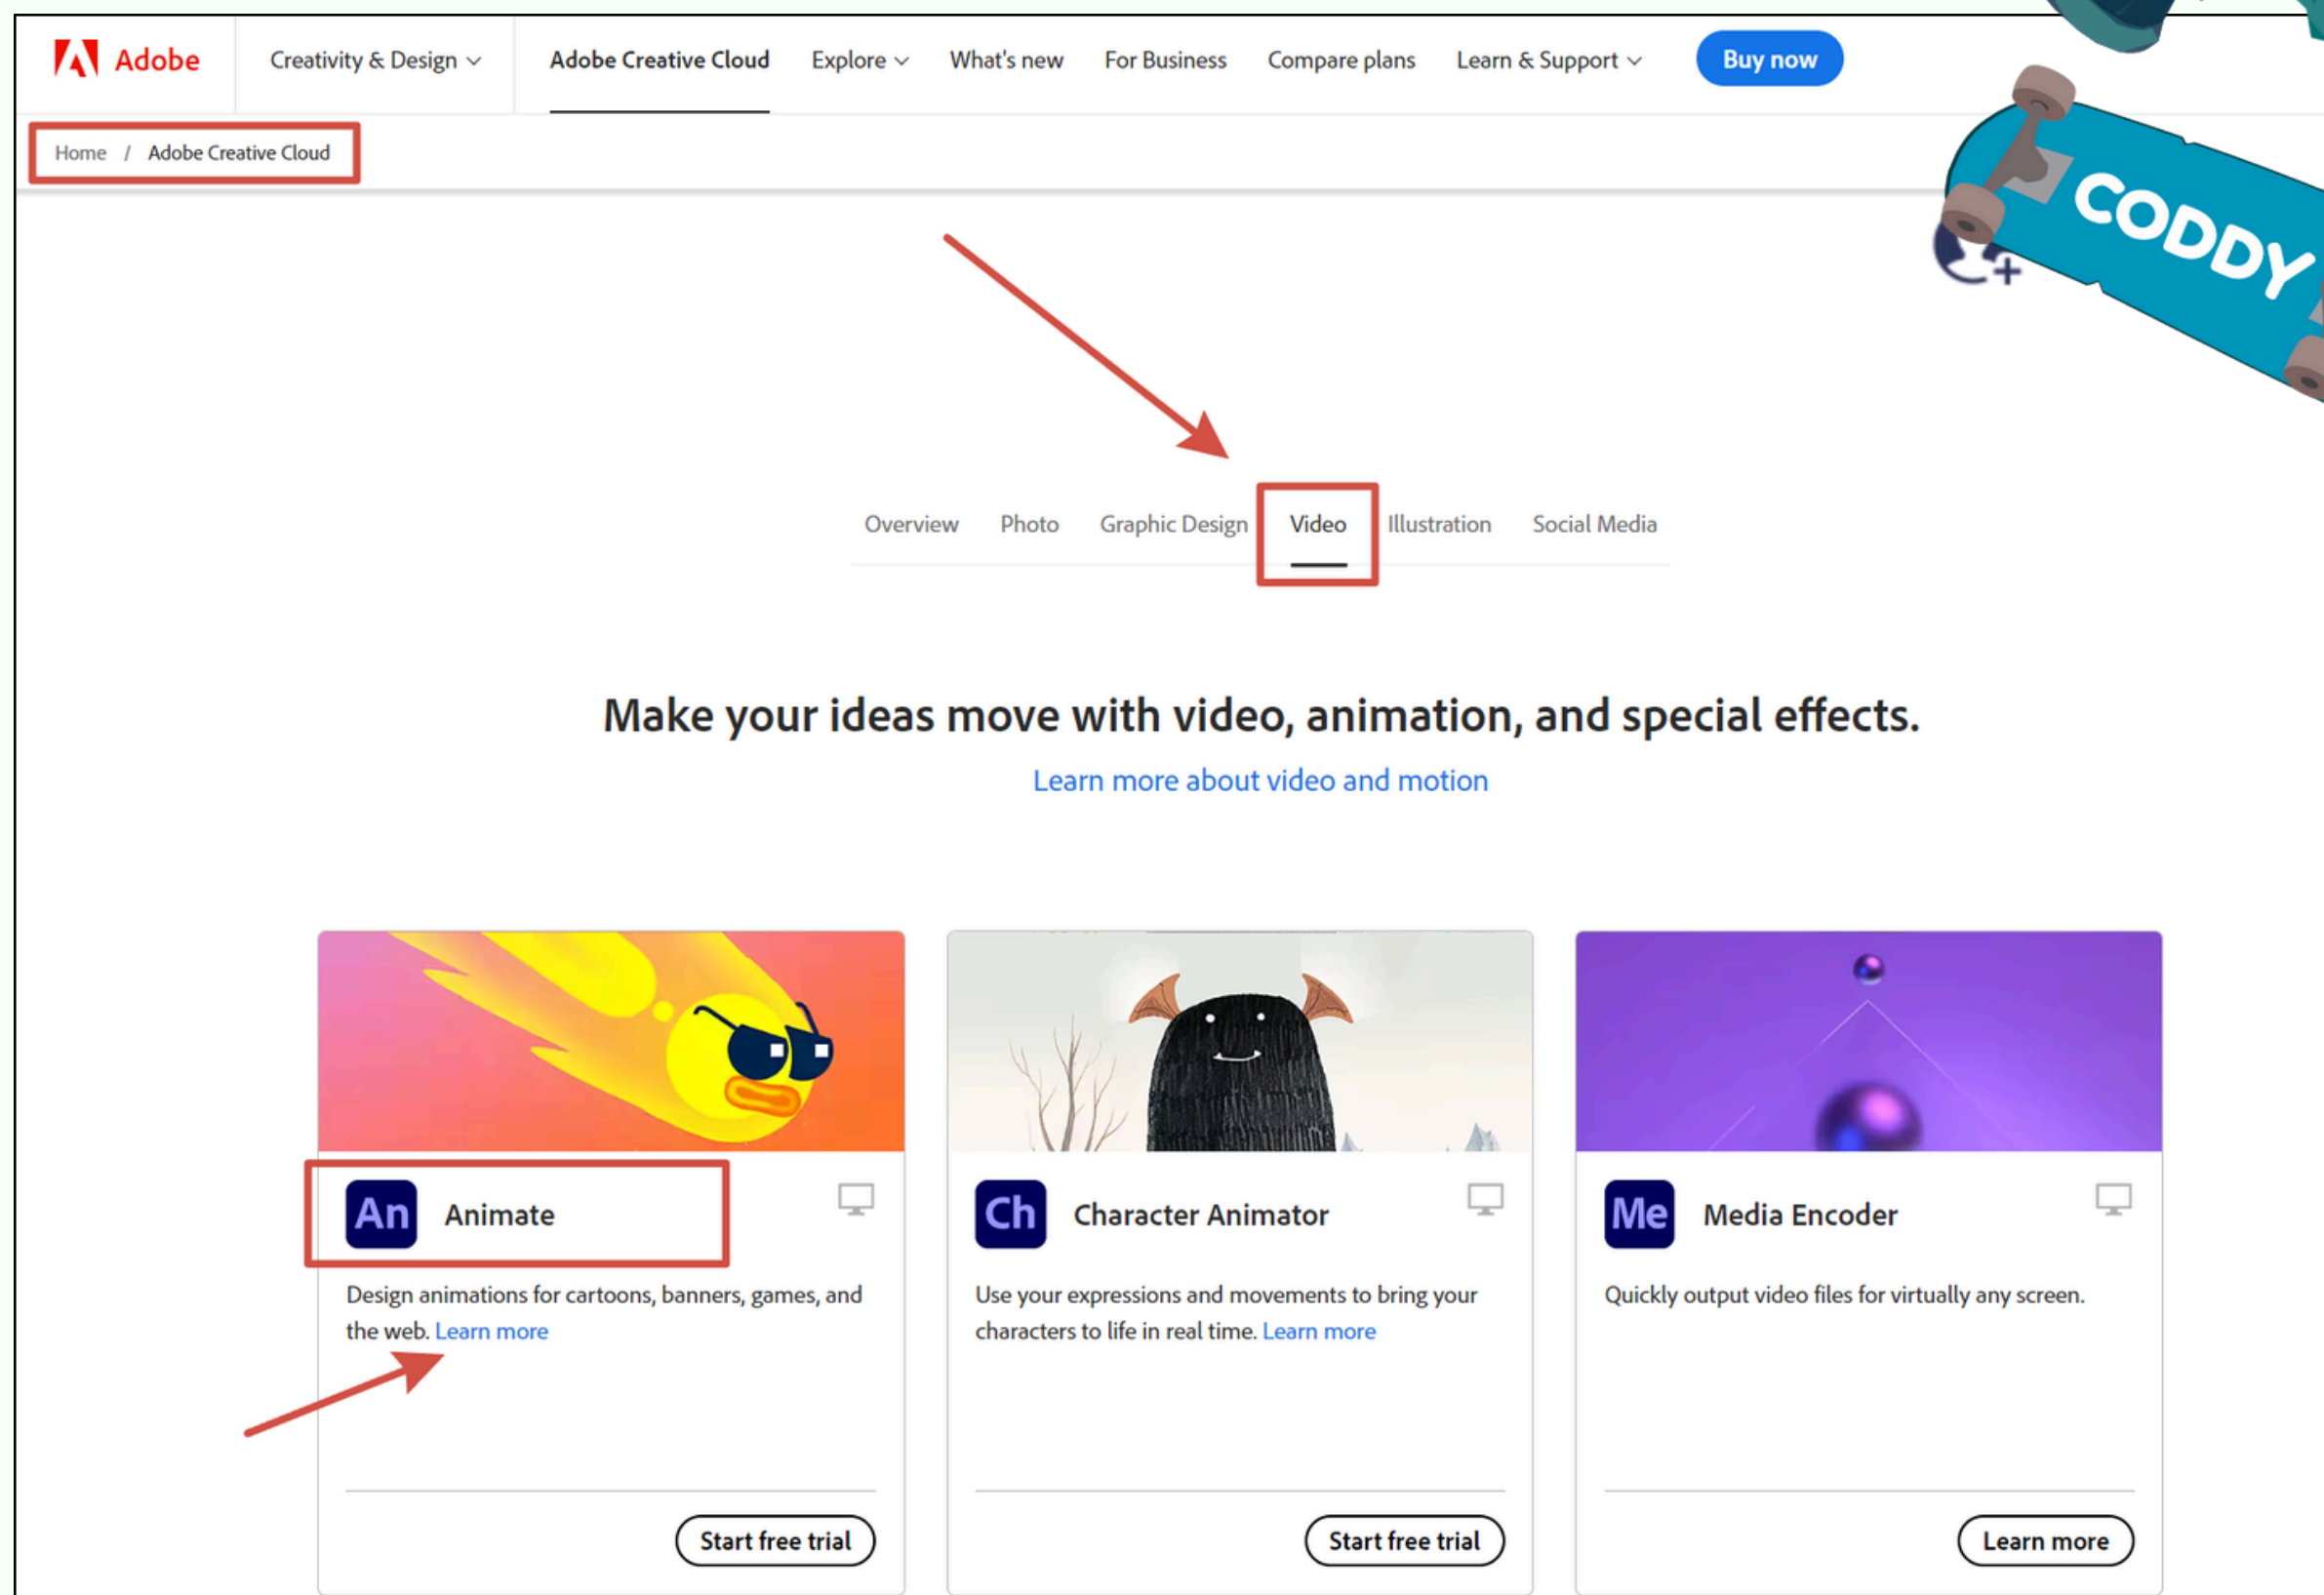 Adobe Creativity & Design Adobe Creative Cloud Explore What's new For Business Compare plans Learn & Support Buy now
Home / Adobe Creative Cloud
CODDY
Overview Photo Graphic Design Video Illustration Social Media
Make your ideas move with video, animation, and special effects.
Learn more about video and motion
An Animate
Design animations for cartoons, banners, games, and
the web. Learn more
Start free trial
Ch Character Animator
Use your expressions and movements to bring your
characters to life in real time. Learn more
Start free trial
Me Media Encoder
Quickly output video files for virtually any screen.
Learn more